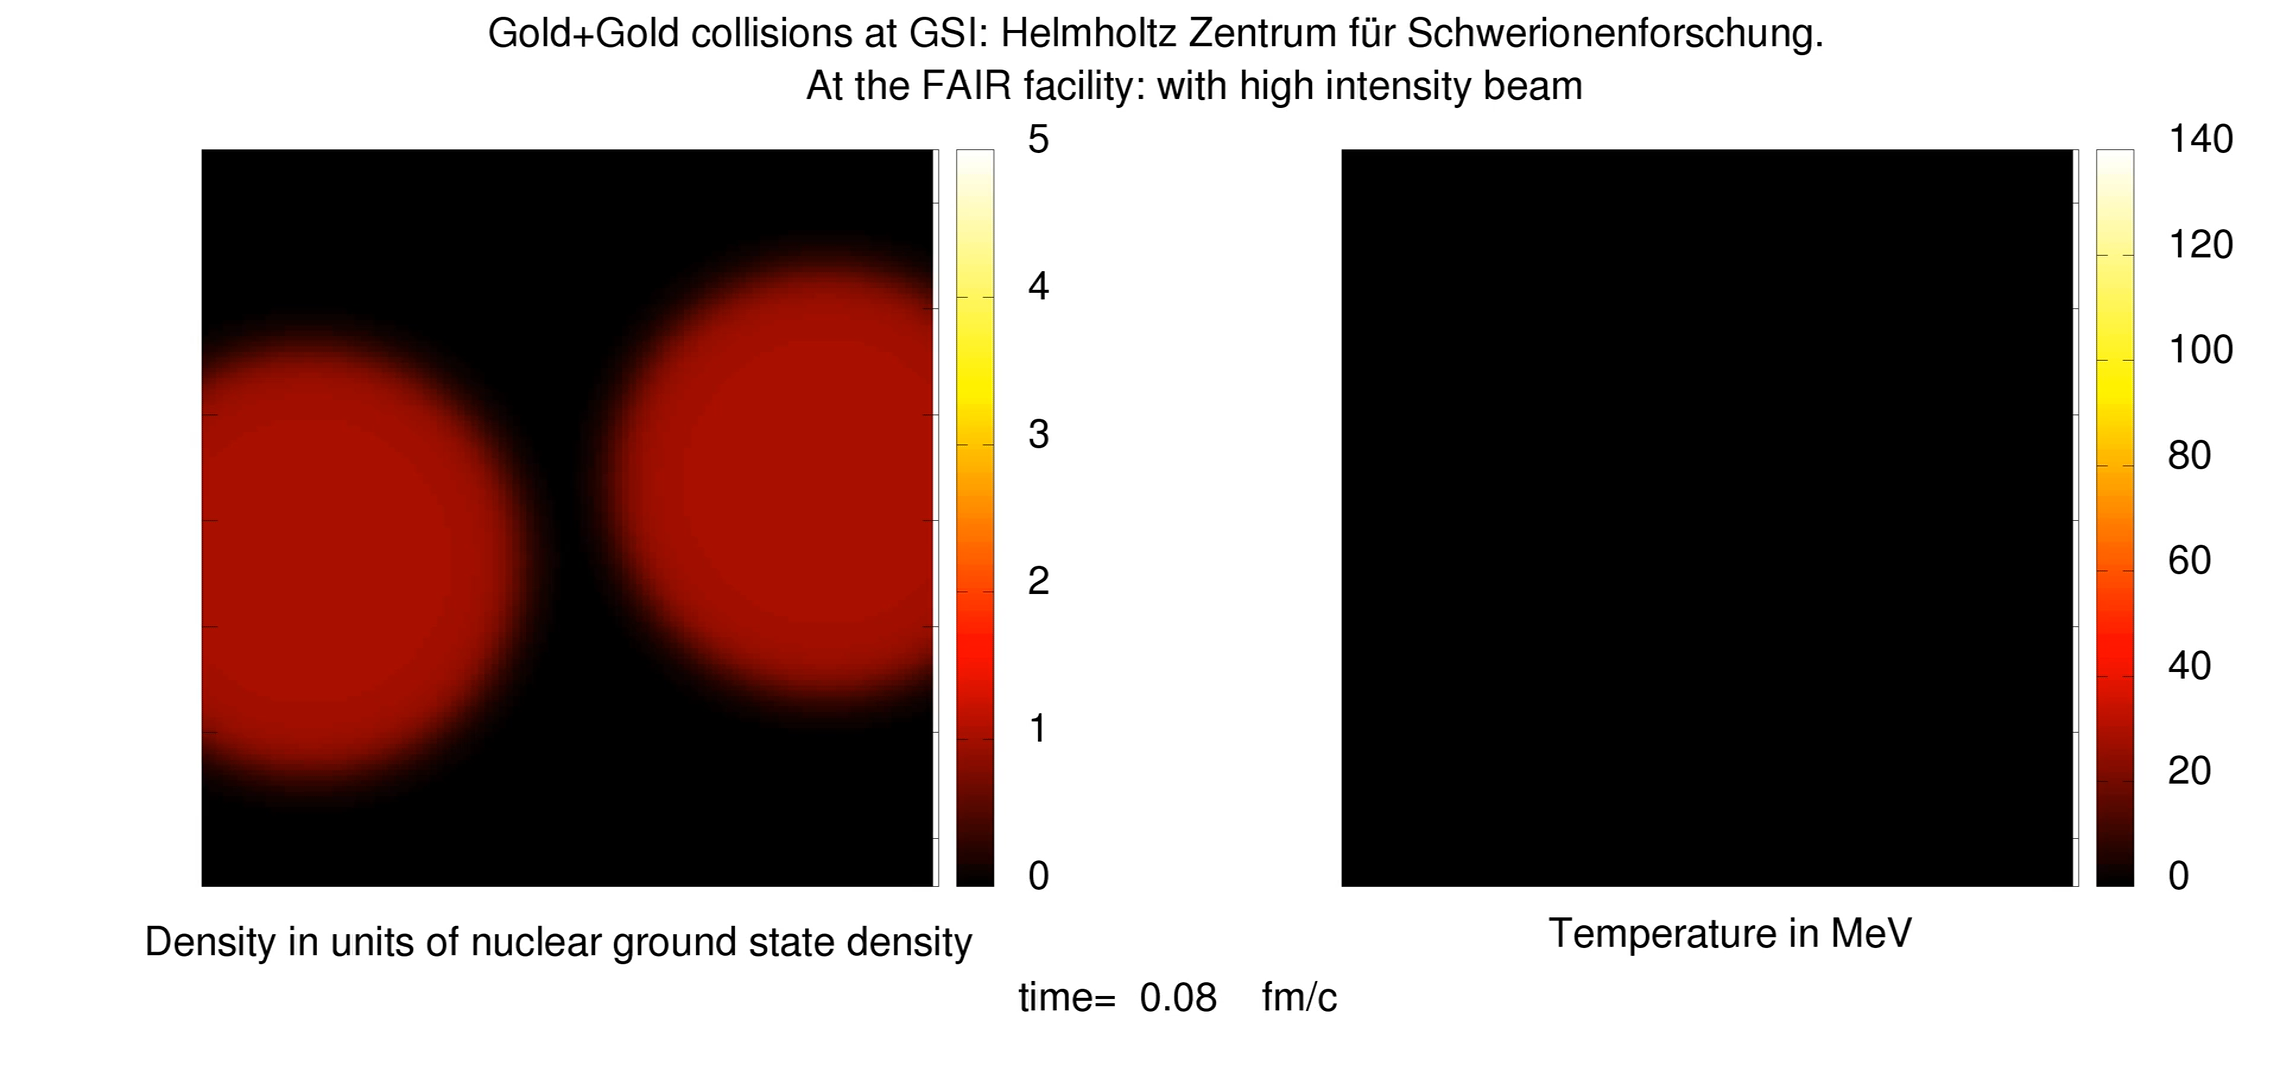 Gold+Gold collisions at GSI: Helmholtz Zentrum für Schwerionenforschung.
At the FAIR facility: with high intensity beam
5
4
3
2
1
0
140
120
100
80
60
40
20
0
Density in units of nuclear ground state density
Temperature in MeV
time= 0.08 fm/c